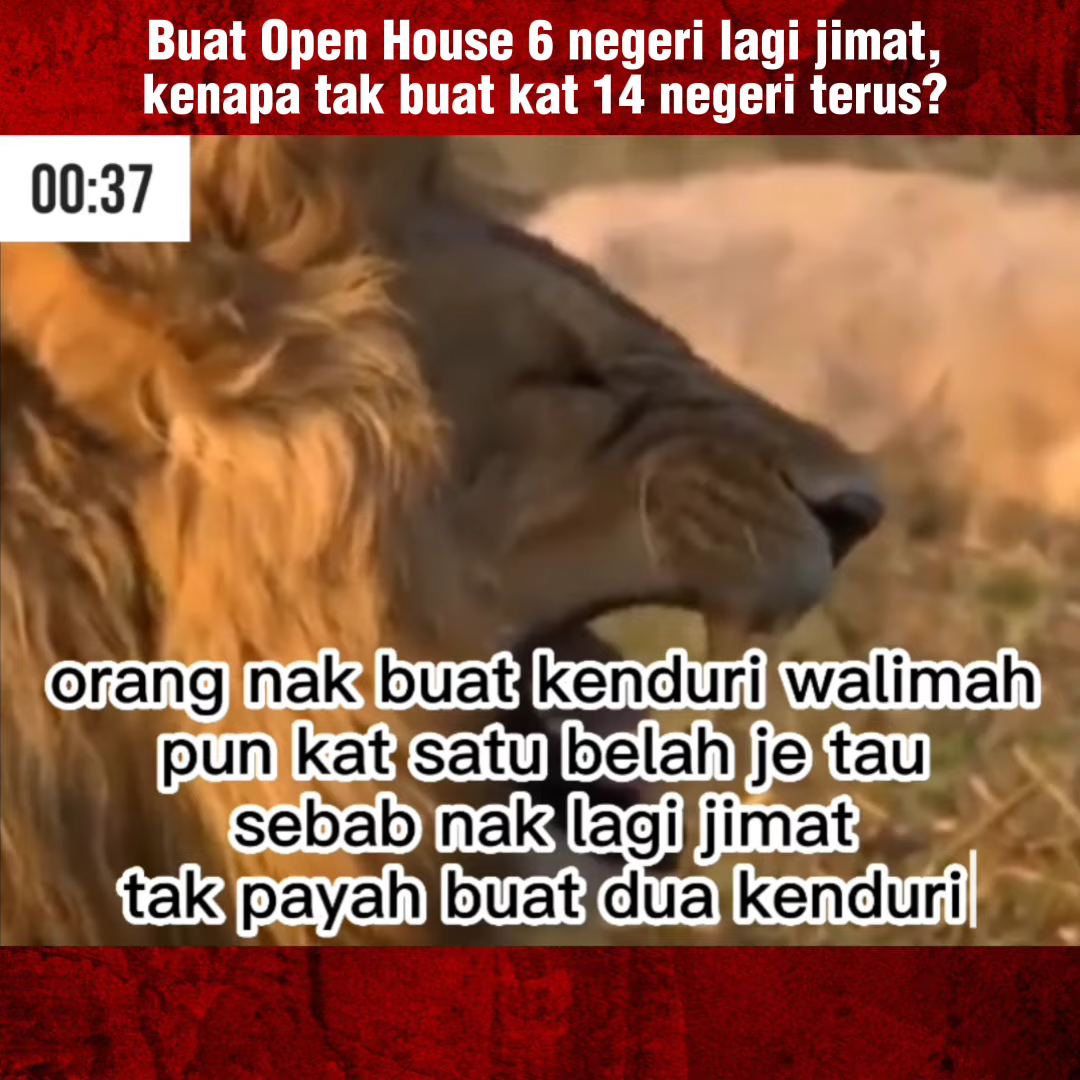 Buat Open House 6 negeri lagi jimat,
kenapa tak buat kat 14 negeri terus?
00:37
orang nak buat kenduri walimah
pun kat satu belah je tau
sebab nak lagi jimat
tak payah buat dua kenduri